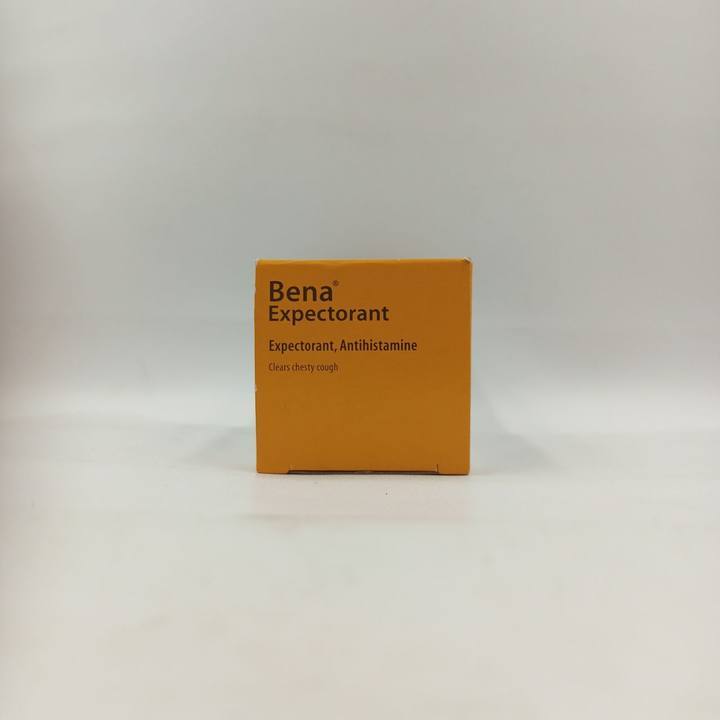 Bena®
Expectorant
Expectorant, Antihistamine
Clears chesty cough